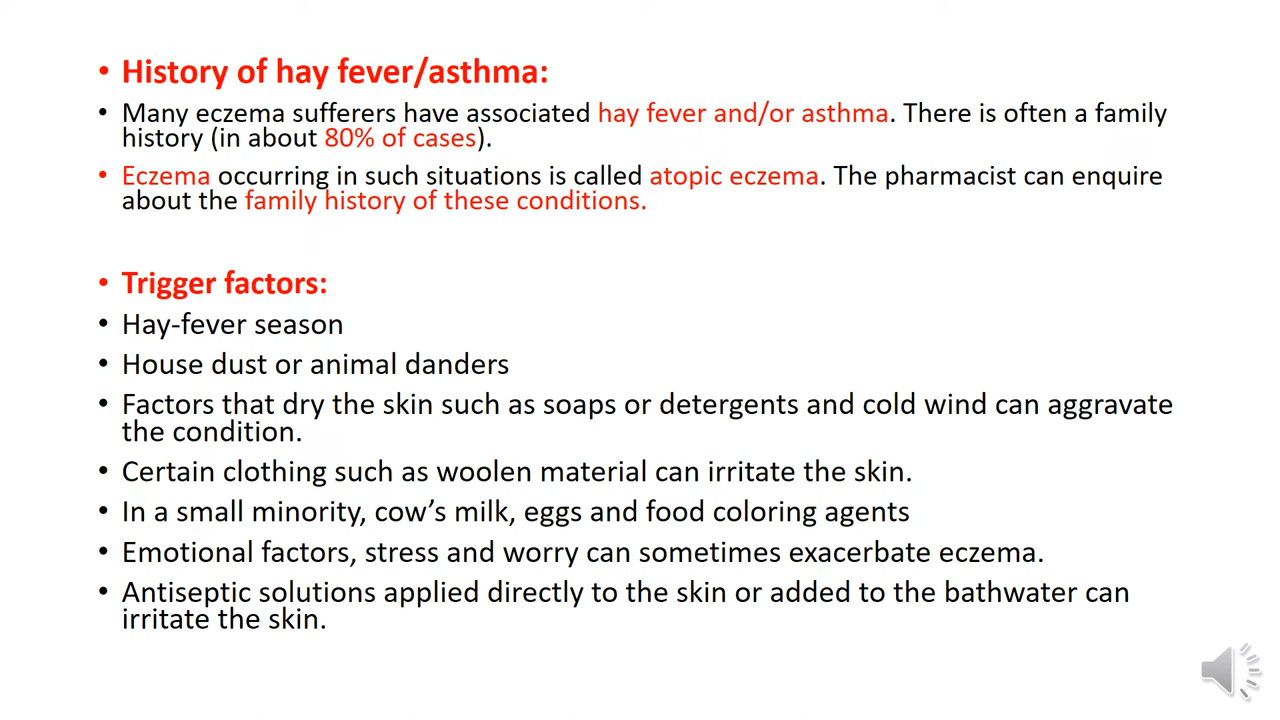 • History of hay fever/asthma:
• Many eczema sufferers have associated hay fever and/or asthma. There is often a family
history (in about 80% of cases).
• Eczema occurring in such situations is called atopic eczema. The pharmacist can enquire
about the family history of these conditions.
• Trigger factors:
• Hay-fever season
• House dust or animal danders
• Factors that dry the skin such as soaps or detergents and cold wind can aggravate
the condition.
• Certain clothing such as woolen material can irritate the skin.
• In a small minority, cow’s milk, eggs and food coloring agents
• Emotional factors, stress and worry can sometimes exacerbate eczema.
• Antiseptic solutions applied directly to the skin or added to the bathwater can
irritate the skin.